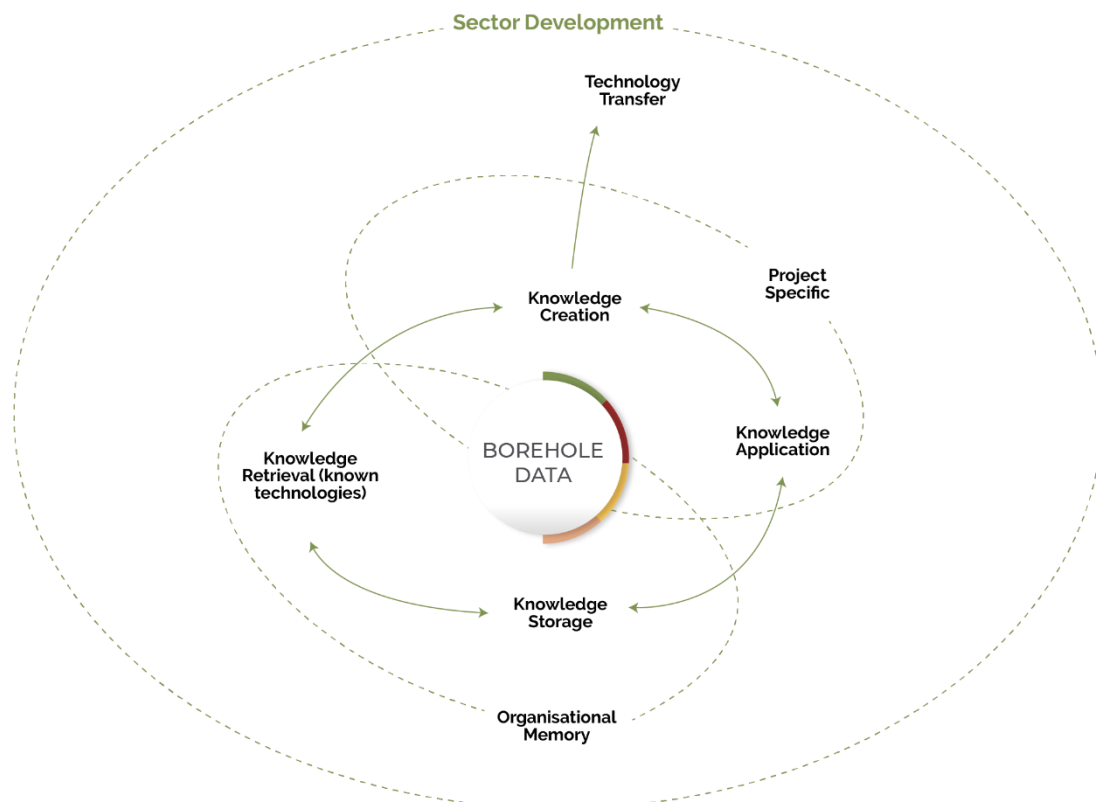 Sector Development
Technology
Transfer
Project
Specific
Knowledge
Creation
Knowledge
Application
BOREHOLE
DATA
Knowledge
Retrieval (known
technologies)
Knowledge
Storage
Organisational
Memory